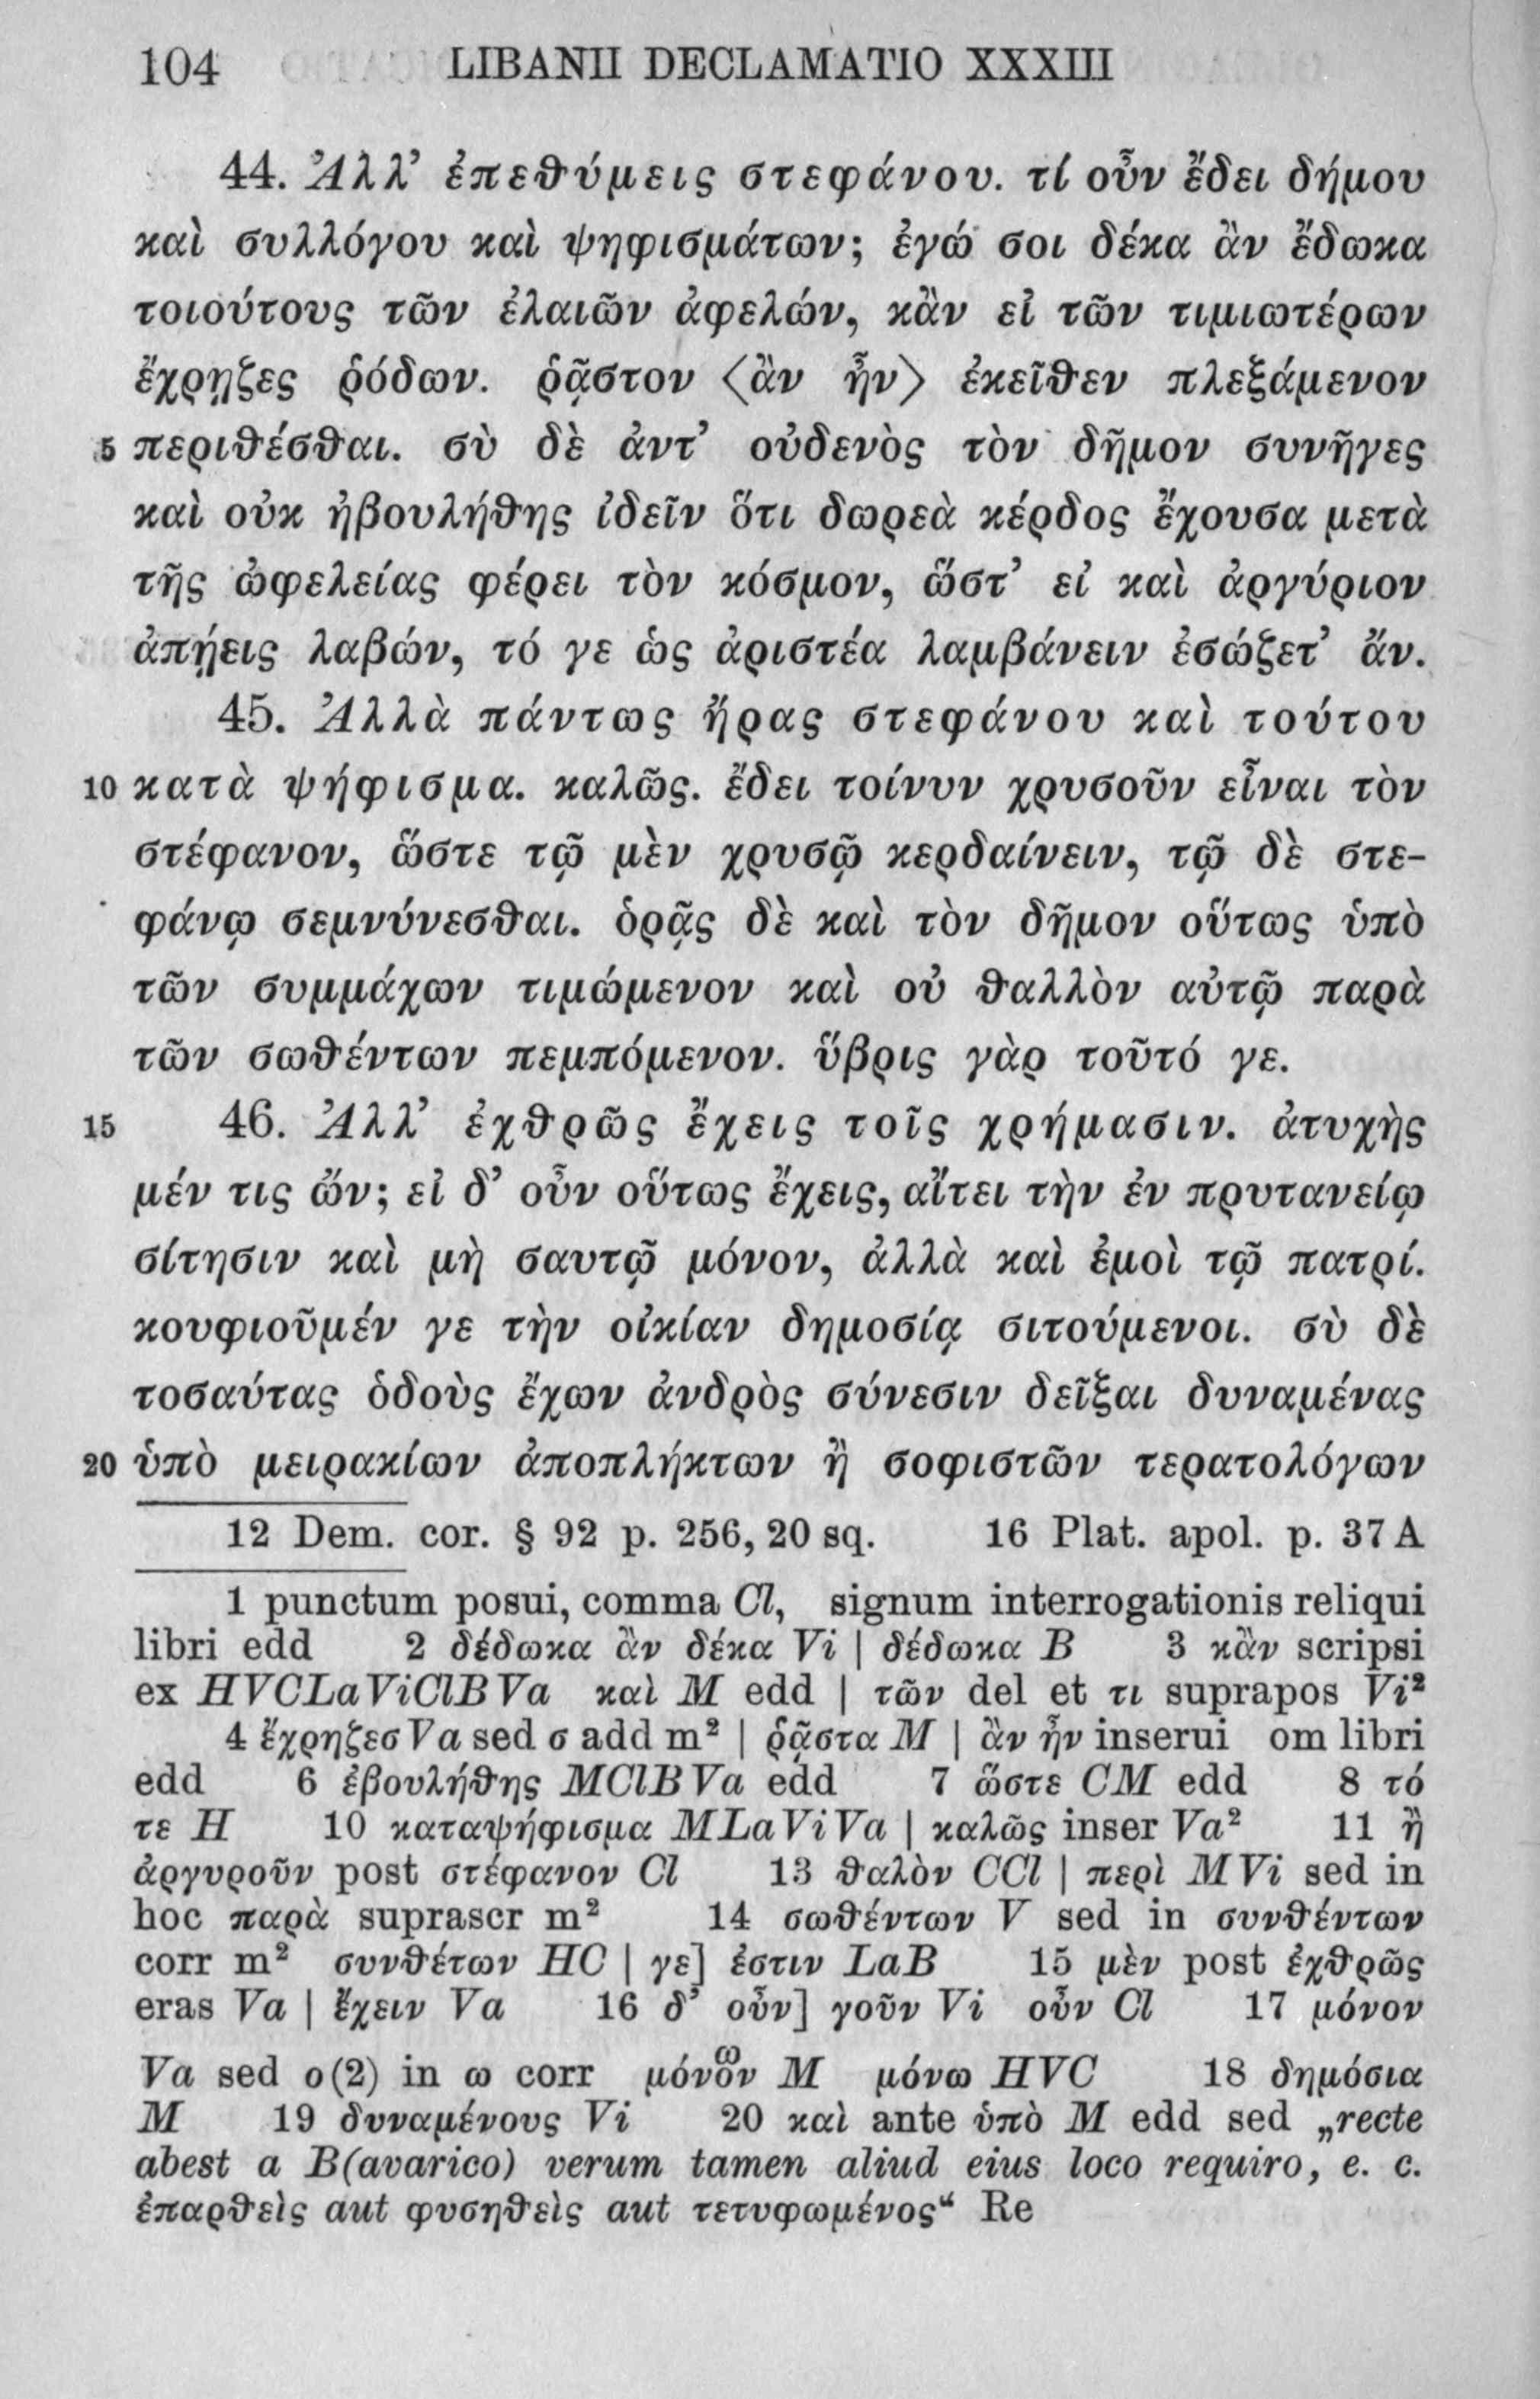 104 LIBANII DECLAMATIO XXXIII
44. Ἀλλ’ ἐπεθύμεις στεφάνου. τί οὖν ἔδει δήμου
καὶ συλλόγου καὶ ψηφισμάτων; ἐγώ σοι δέκα ἂν ἔδωκα
τοιούτους τῶν ἐλαιῶν ἀφελών, κἂν εἰ τῶν τιμιωτέρων
ἔχρῃζες ῥόδων. ῥᾷστον ⟨ἂν ἦν⟩ ἐκεῖθεν πλεξάμενον
5 περιθέσθαι. σὺ δὲ ἀντ’ οὐδενὸς τὸν δῆμον συνῆγες
καὶ οὐκ ἠβουλήθης ἰδεῖν ὅτι δωρεὰ κέρδος ἔχουσα μετὰ
τῆς ὠφελείας φέρει τὸν κόσμον, ὥστ’ εἰ καὶ ἀργύριον
ἀπῄεις λαβών, τό γε ὡς ἀριστέα λαμβάνειν ἐσώζετ’ ἄν.
45. Ἀλλὰ πάντως ἤρας στεφάνου καὶ τούτου
10 κατὰ ψήφισμα. καλῶς. ἔδει τοίνυν χρυσοῦν εἶναι τὸν
στέφανον, ὥστε τῷ μὲν χρυσῷ κερδαίνειν, τῷ δὲ στε-
φάνῳ σεμνύνεσθαι. ὁρᾷς δὲ καὶ τὸν δῆμον οὕτως ὑπὸ
τῶν συμμάχων τιμώμενον καὶ οὐ θαλλὸν αὐτῷ παρὰ
τῶν σωθέντων πεμπόμενον. ὕβρις γὰρ τοῦτό γε.
15 46. Ἀλλ’ ἐχθρῶς ἔχεις τοῖς χρήμασιν. ἀτυχὴς
μέν τις ὤν; εἰ δ’ οὖν οὕτως ἔχεις, αἴτει τὴν ἐν πρυτανείῳ
σίτησιν καὶ μὴ σαυτῷ μόνον, ἀλλὰ καὶ ἐμοὶ τῷ πατρί.
κουφιοῦμέν γε τὴν οἰκίαν δημοσίᾳ σιτούμενοι. σὺ δὲ
τοσαύτας ὁδοὺς ἔχων ἀνδρὸς σύνεσιν δεῖξαι δυναμένας
20 ὑπὸ μειρακίων ἀποπλήκτων ἢ σοφιστῶν τερατολόγων
12 Dem. cor. § 92 p. 256, 20 sq. 16 Plat. apol. p. 37 A
1 punctum posui, comma Cl, signum interrogationis reliqui
libri edd 2 δέδωκα ἂν δέκα Vi | δέδωκα B 3 κἂν scripsi
ex HVCLaViClBVa καὶ M edd | τῶν del et τι suprapos Vi²
4 ἔχρηζεσ Va sed σ add m² | ῥᾷστα M | ἂν ἦν inserui om libri
edd 6 ἐβουλήθης MClBVa edd 7 ὥστε CM edd 8 τό
τε H 10 καταψήφισμα MLaViVa | καλῶς inser Va² 11 ἢ
ἀργυροῦν post στέφανον Cl 13 θαλὸν CCl | περὶ MVi sed in
hoc παρὰ suprascr m² 14 σωθέντων V sed in συνθέντων
corr m² συνθέτων HC | γε] ἐστιν LaB 15 μὲν post ἐχθρῶς
eras Va | ἔχειν Va 16 δ’ οὖν] γοῦν Vi οὖν Cl 17 μόνον
Va sed ο(2) in ω corr μόνο͂ν M μόνω HVC 18 δημόσια
M 19 δυναμένους Vi 20 καὶ ante ὑπὸ M edd sed „recte
abest a B(avarico) verum tamen aliud eius loco requiro, e. c.
ἐπαρθεὶς aut φυσηθεὶς aut τετυφωμένος“ Re